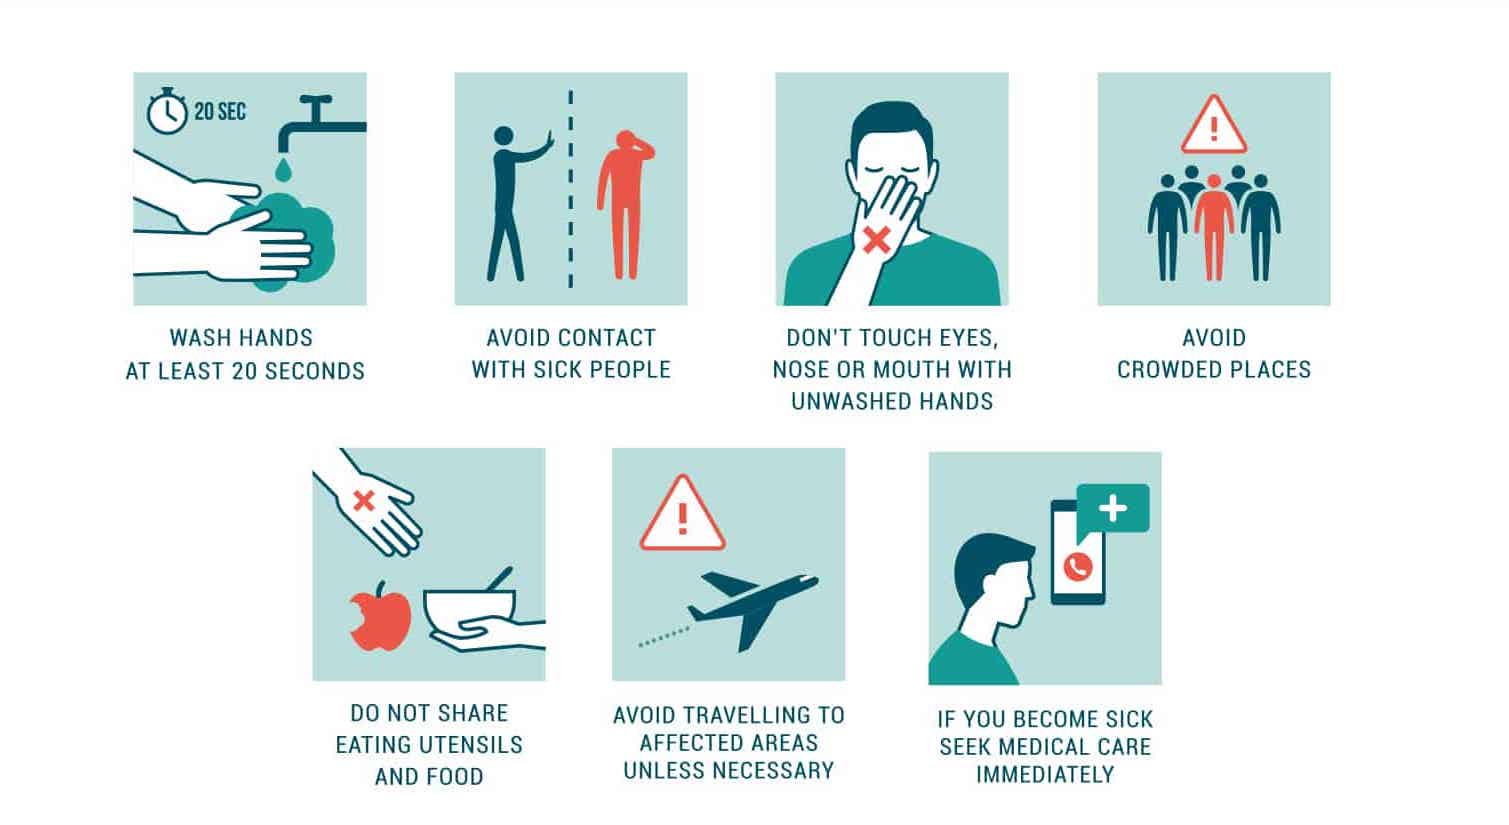 20 SEC
WASH HANDS
AT LEAST 20 SECONDS
AVOID CONTACT
WITH SICK PEOPLE
DON'T TOUCH EYES,
NOSE OR MOUTH WITH
UNWASHED HANDS
AVOID
CROWDED PLACES
DO NOT SHARE
EATING UTENSILS
AND FOOD
AVOID TRAVELLING TO
AFFECTED AREAS
UNLESS NECESSARY
IF YOU BECOME SICK
SEEK MEDICAL CARE
IMMEDIATELY